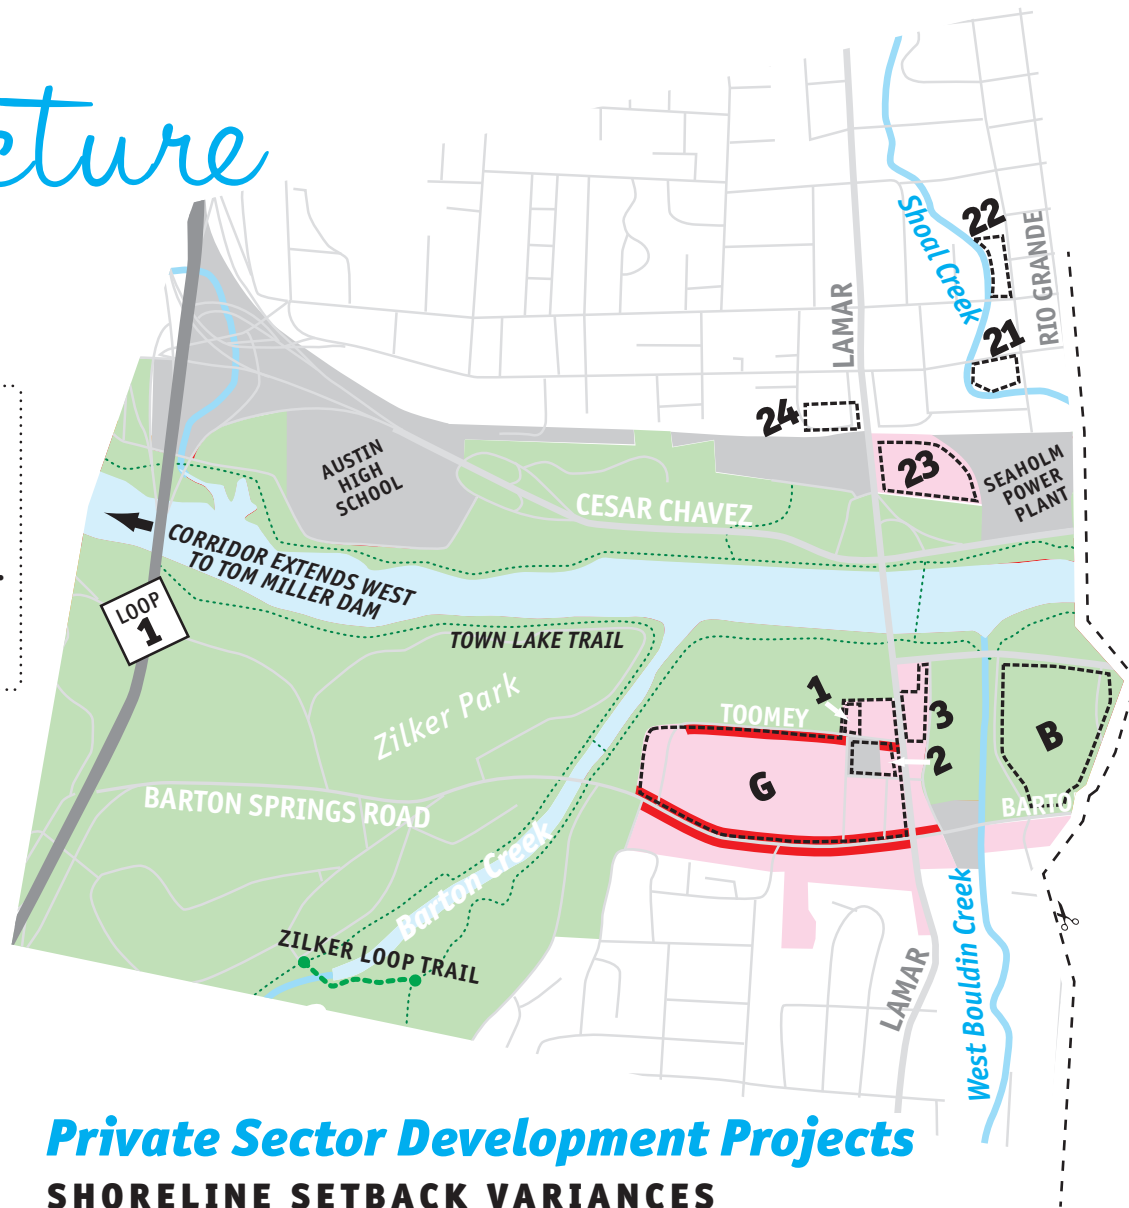 cture
Shoal Creek
22
RIO GRANDE
21
LAMAR
24
23
AUSTIN
HIGH
SCHOOL
SEAHOLM
POWER
PLANT
CESAR CHAVEZ
CORRIDOR EXTENDS WEST
TO TOM MILLER DAM
LOOP
1
TOWN LAKE TRAIL
Zilker Park
1
TOOMEY
3
B
2
G
BARTON SPRINGS ROAD
BARTO
Barton Creek
ZILKER LOOP TRAIL
LAMAR
West Bouldin Creek
Private Sector Development Projects
SHORELINE SETBACK VARIANCES